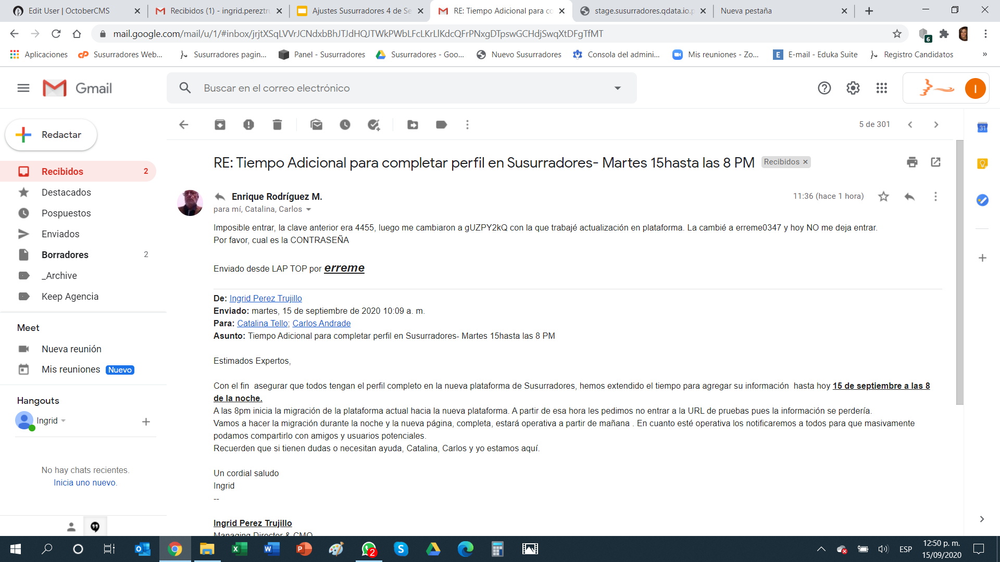 Edit User | OctoberCMS
Recibidos (1) - ingrid.pereztru
Ajustes Susurradores 4 de Se
RE: Tiempo Adicional para co
stage.susurradores.qdata.io.p
Nueva pestaña
mail.google.com/mail/u/1/#inbox/jrjtXSqLVVrJCNdxbBhJTJdHQJTWkPWbLFcLKrLlKdcQFrPNxgDTpswGCHdjSwqXtDFgTfMT
6
Aplicaciones
Susurradores Web...
Susurradores pagin...
Panel - Susurradores
Susurradores - Goo...
Nuevo Susurradores
Consola del admini...
Mis reuniones - Zo...
E-mail - Eduka Suite
Registro Candidatos
»
Gmail
Buscar en el correo electrónico
I
Redactar
5 de 301
31
RE: Tiempo Adicional para completar perfil en Susurradores- Martes 15hasta las 8 PM
Recibidos ×
Recibidos 2
Destacados
Pospuestos
Enviados
Borradores 2
_Archive
Keep Agencia
Meet
Nueva reunión
Mis reuniones Nuevo
Hangouts
Ingrid
No hay chats recientes.
Inicia uno nuevo.
Enrique Rodríguez M.
11:36 (hace 1 hora)
para mí, Catalina, Carlos
Imposible entrar, la clave anterior era 4455, luego me cambiaron a gUZPY2kQ con la que trabajé actualización en plataforma. La cambié a erreme0347 y hoy NO me deja entrar.
Por favor, cual es la CONTRASEÑA
Enviado desde LAP TOP por erreme
De: Ingrid Perez Trujillo
Enviado: martes, 15 de septiembre de 2020 10:09 a. m.
Para: Catalina Tello; Carlos Andrade
Asunto: Tiempo Adicional para completar perfil en Susurradores- Martes 15hasta las 8 PM
Estimados Expertos,
Con el fin  asegurar que todos tengan el perfil completo en la nueva plataforma de Susurradores, hemos extendido el tiempo para agregar su información  hasta hoy 15 de septiembre a las 8
de la noche.
A las 8pm inicia la migración de la plataforma actual hacia la nueva plataforma. A partir de esa hora les pedimos no entrar a la URL de pruebas pues la información se perdería.
Vamos a hacer la migración durante la noche y la nueva página, completa, estará operativa a partir de mañana . En cuanto esté operativa los notificaremos a todos para que masivamente
podamos compartirlo con amigos y usuarios potenciales.
Recuerden que si tienen dudas o necesitan ayuda, Catalina, Carlos y yo estamos aquí.
Un cordial saludo
Ingrid
--
Ingrid Perez Trujillo
Managing Director & CMO
2
ESP
12:50 p. m.
15/09/2020